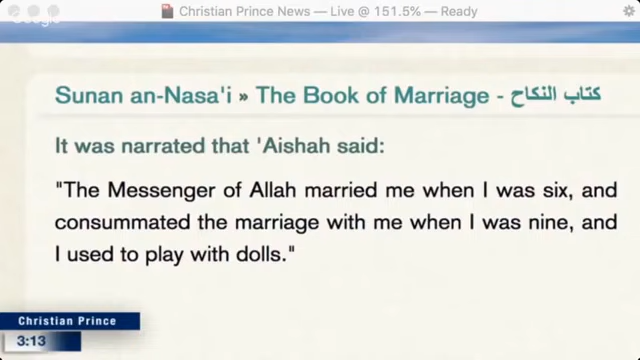 Christian Prince News — Live @ 151.5% — Ready
Google
Sunan an-Nasa'i » The Book of Marriage - كتاب النكاح
It was narrated that 'Aishah said:
"The Messenger of Allah married me when I was six, and
consummated the marriage with me when I was nine, and
I used to play with dolls."
Christian Prince
3:13